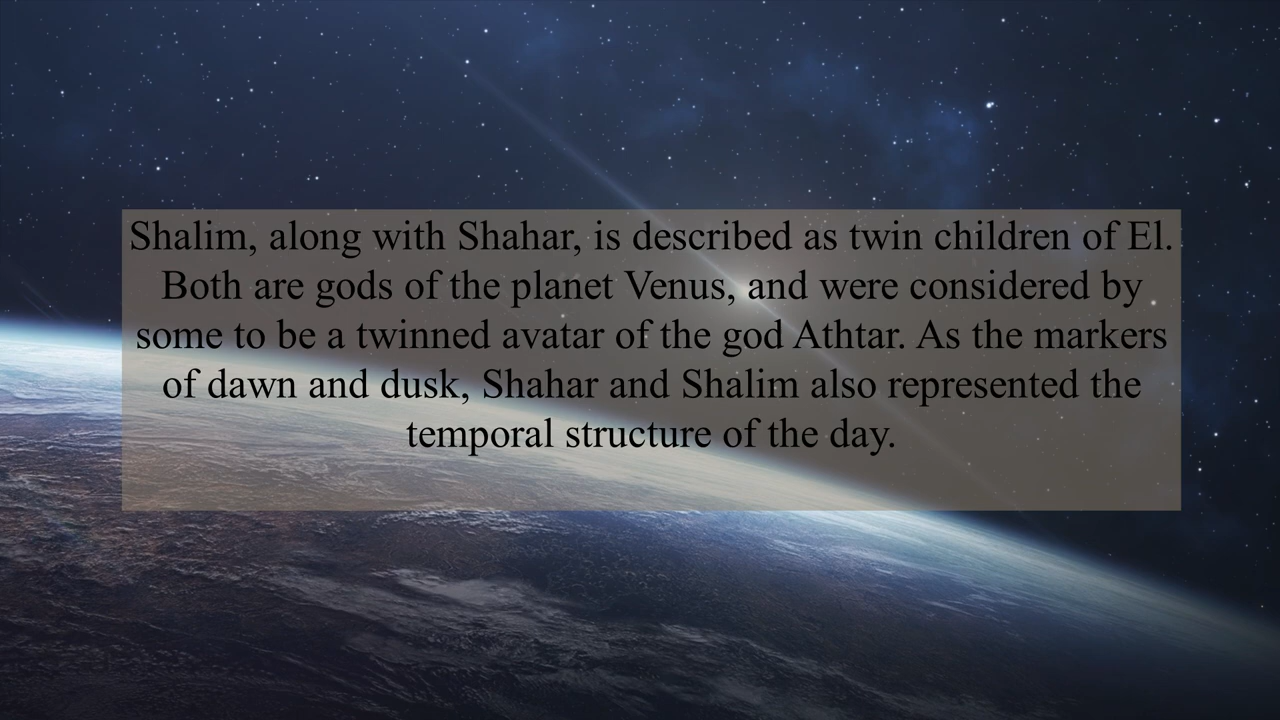 Shalim, along with Shahar, is described as twin children of El.
Both are gods of the planet Venus, and were considered by
some to be a twinned avatar of the god Athtar. As the markers
of dawn and dusk, Shahar and Shalim also represented the
temporal structure of the day.